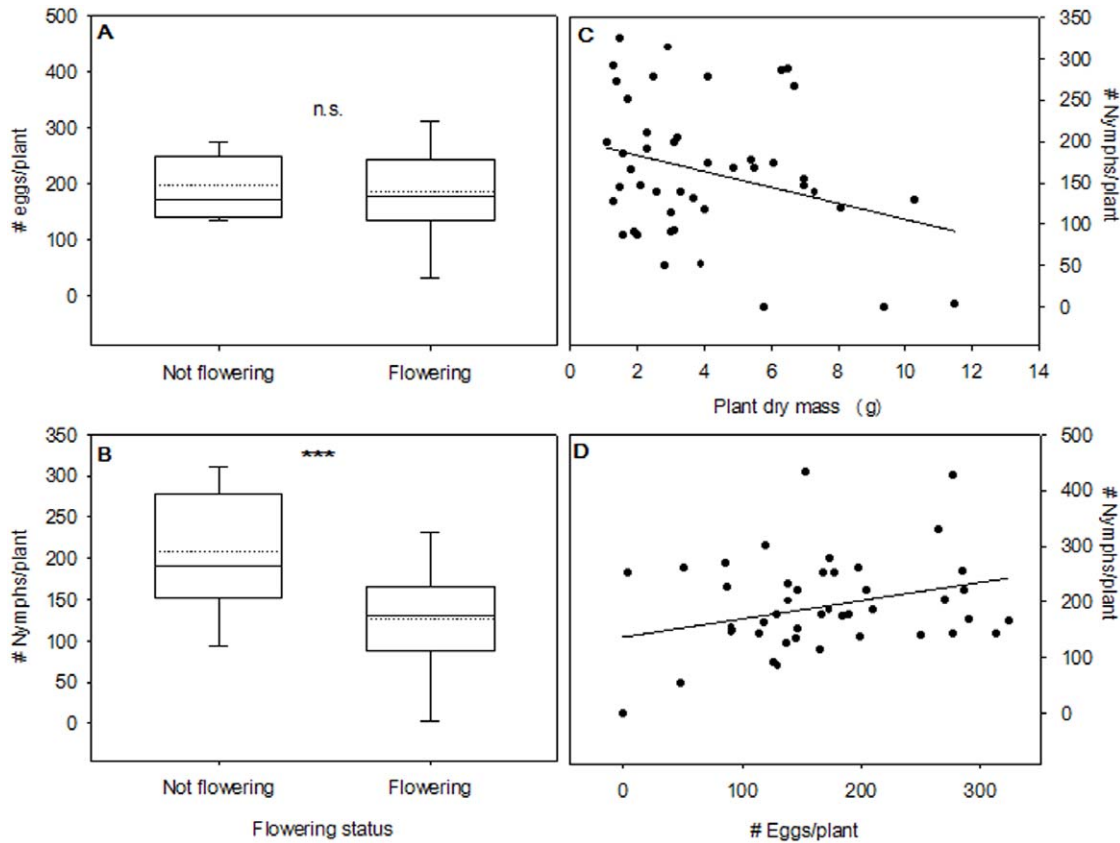 A
500
400
300
200
100
0
# eggs/plant
n.s.
Not flowering
Flowering
C
350
300
250
200
150
100
50
0
# Nymphs/plant
0 2 4 6 8 10 12 14
Plant dry mass (g)
B
350
300
250
200
150
100
50
0
# Nymphs/plant
***
Not flowering
Flowering
Flowering status
D
500
400
300
200
100
0
# Nymphs/plant
0 100 200 300
# Eggs/plant